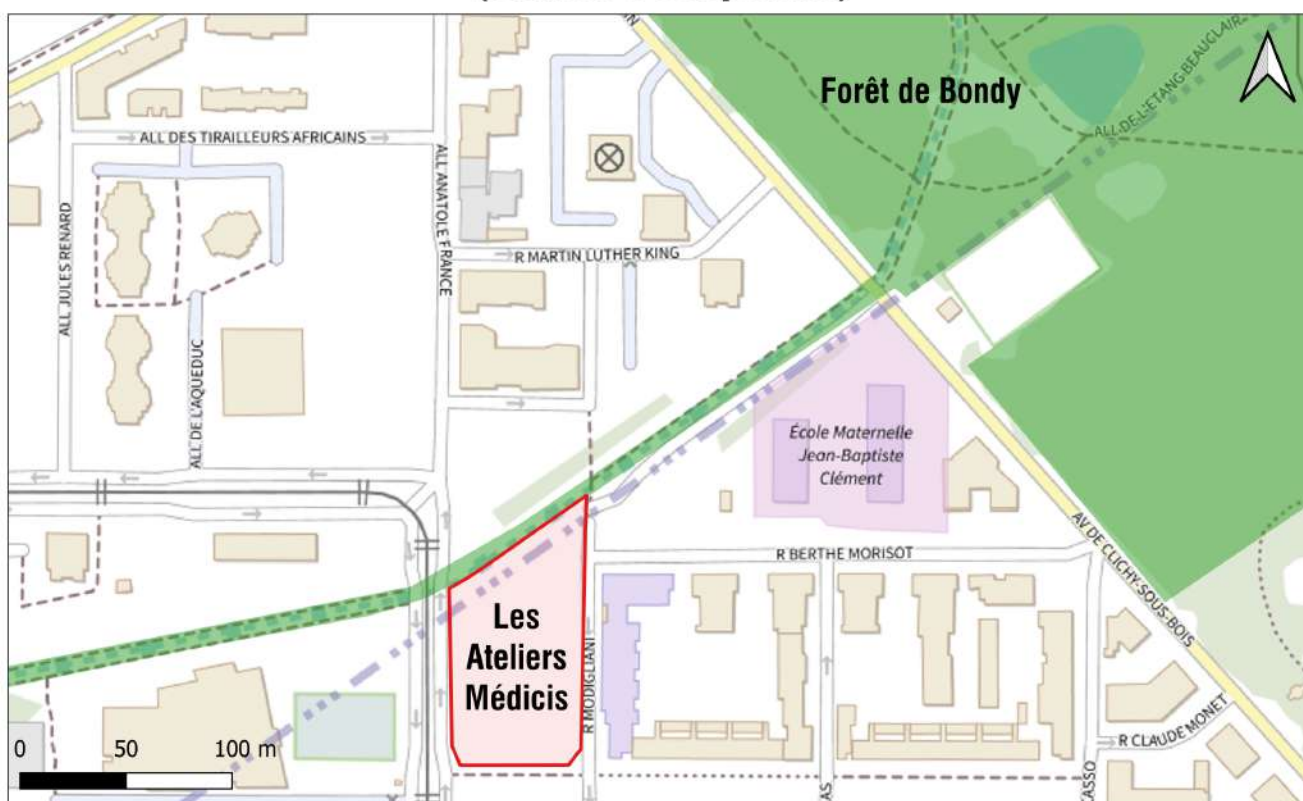 Forêt de Bondy
ALL DE L'ETANG BEAUCLAIR
ALL DES TIRAILLEURS AFRICAINS
ALL ANATOLE FRANCE
ALL JULES RENARD
R MARTIN LUTHER KING
ALL DE L'AQUEDUC
École Maternelle
Jean-Baptiste
Clément
AV DE CLICHY-SOUS-BOIS
R BERTHE MORISOT
Les
Ateliers
Médicis
R MODIGLIANI
R CLAUDE MONET
0 50 100 m